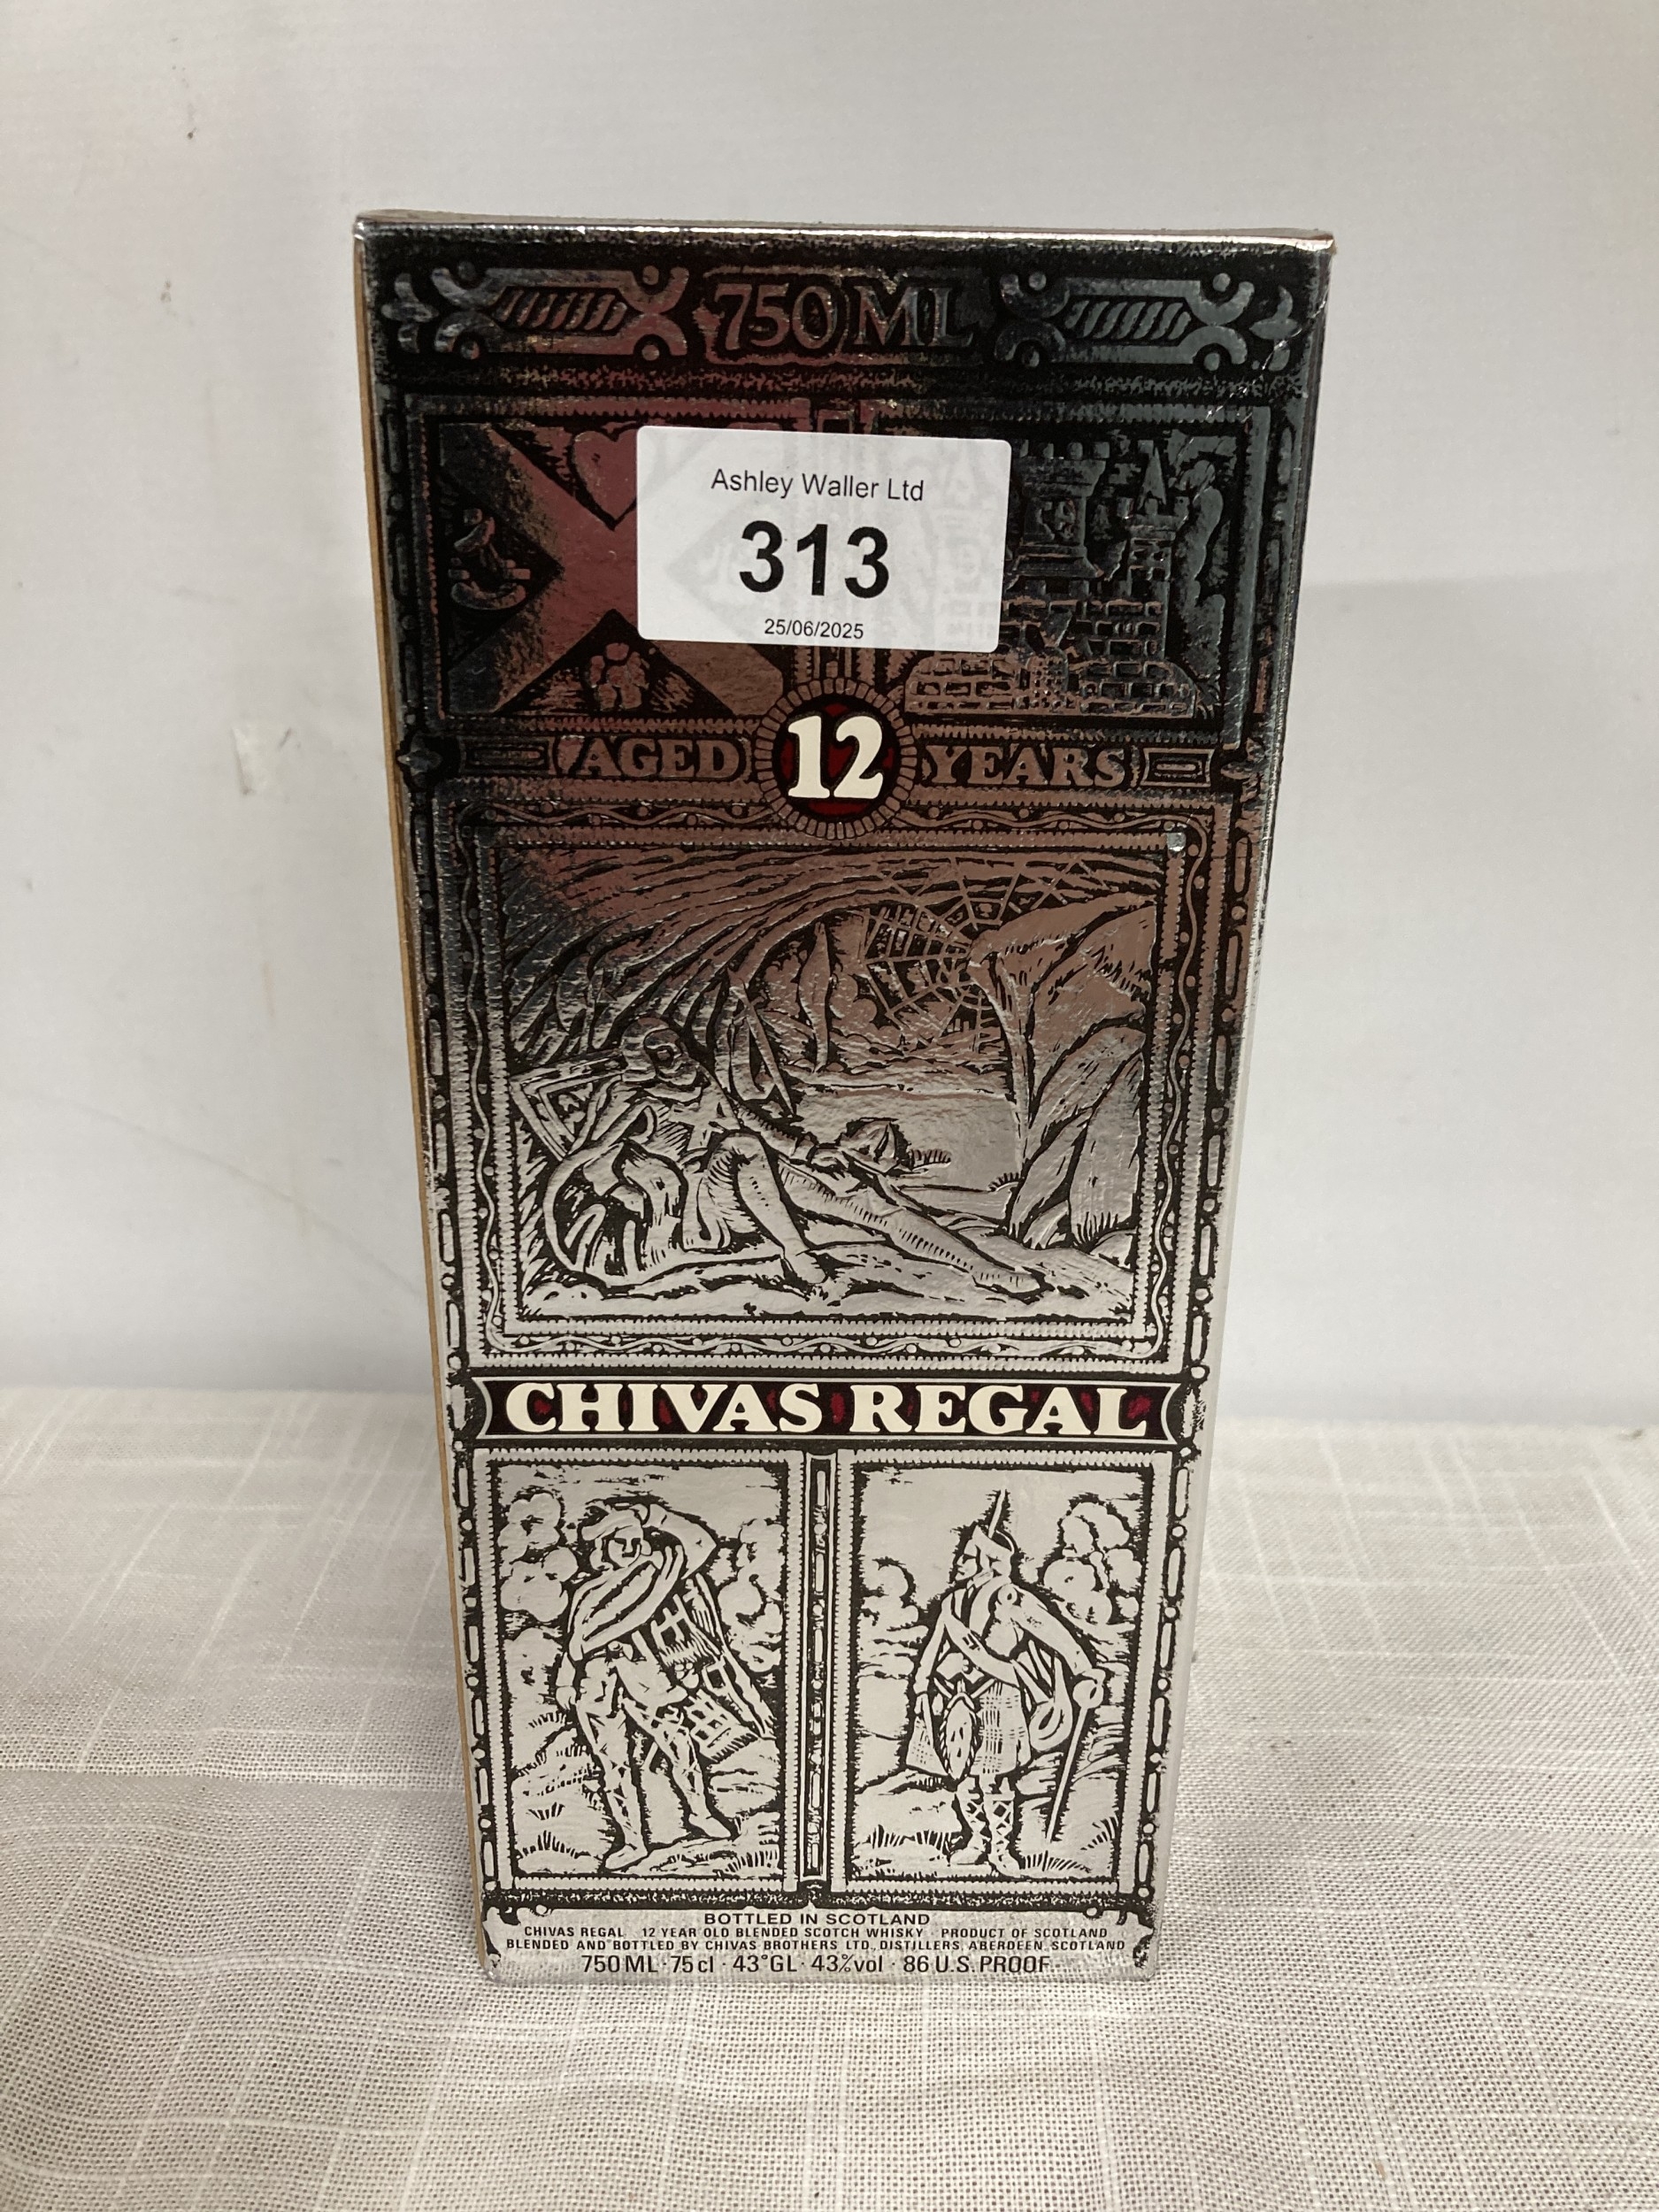 750 ML
Ashley Waller Ltd
313
25/06/2025
AGED 12 YEARS
CHIVAS REGAL
BOTTLED IN SCOTLAND
CHIVAS REGAL 12 YEAR OLD BLENDED SCOTCH WHISKY PRODUCT OF SCOTLAND
BLENDED AND BOTTLED BY CHIVAS BROTHERS LTD., DISTILLERS, ABERDEEN, SCOTLAND
750 ML · 75 cl · 43°GL · 43%vol · 86 U.S. PROOF